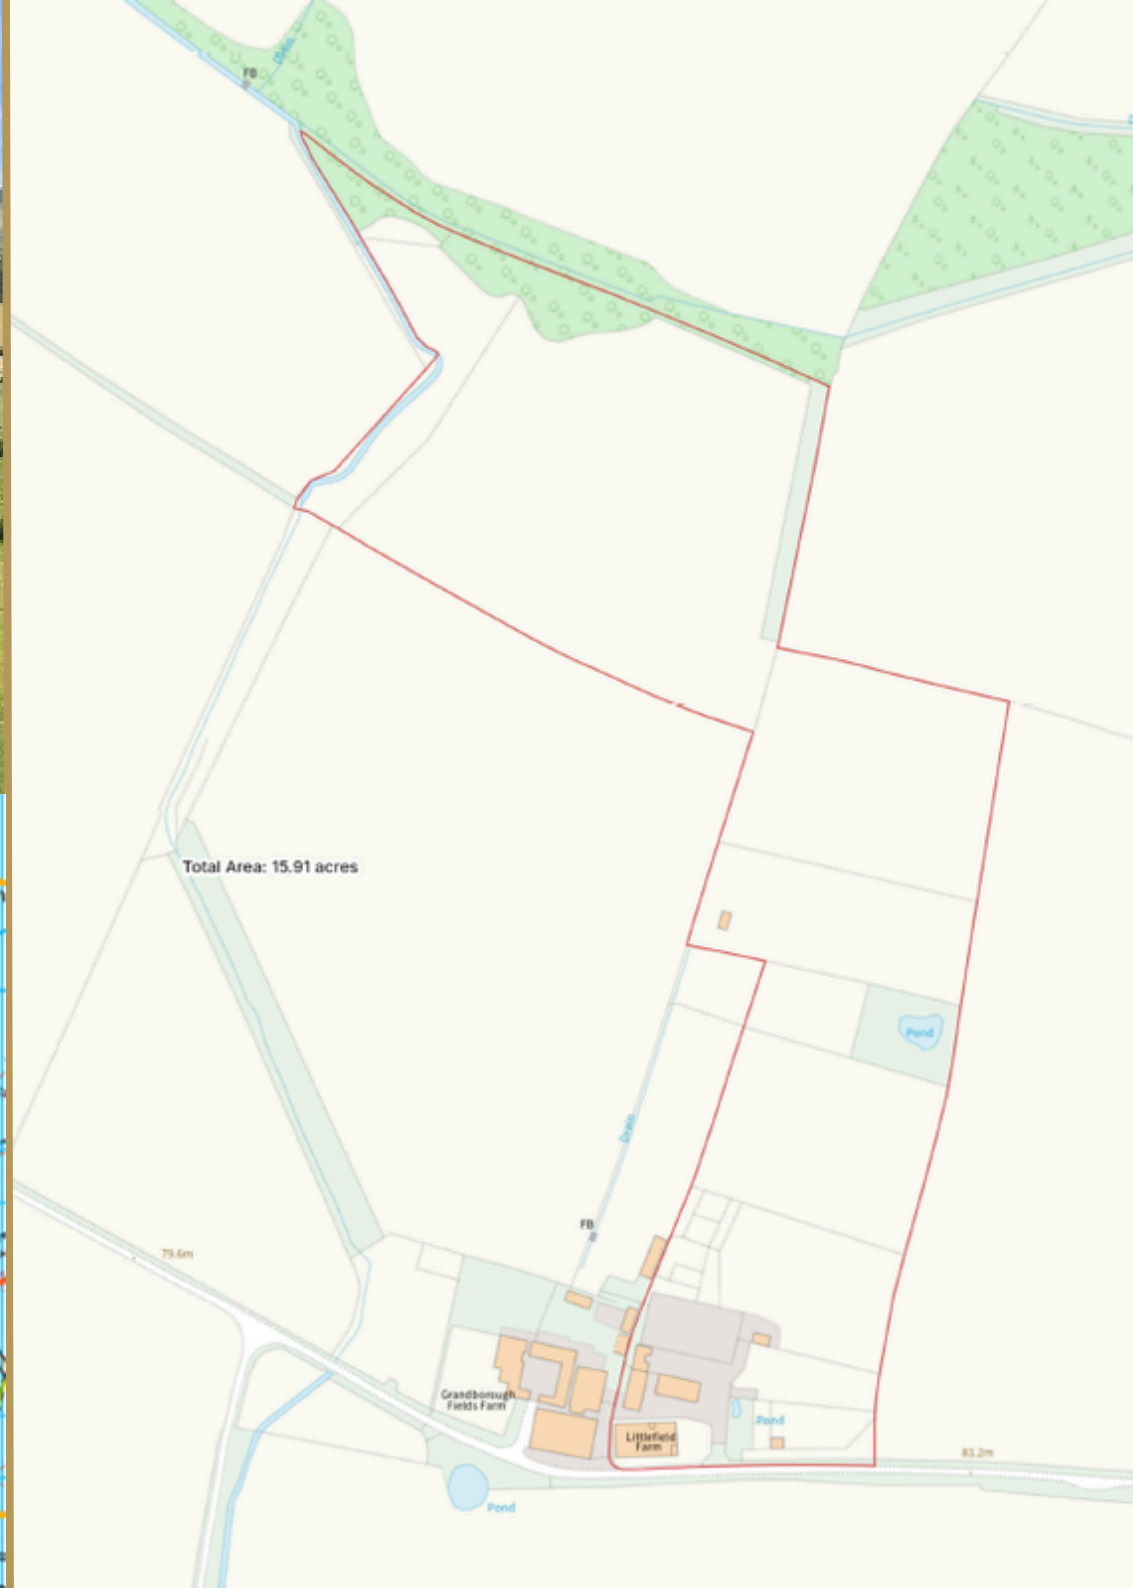 Drain
FB
Total Area: 15.91 acres
Pond
Drain
FB
79.6m
Grandborough
Fields Farm
Littlefield
Farm
Pond
83.2m
Pond